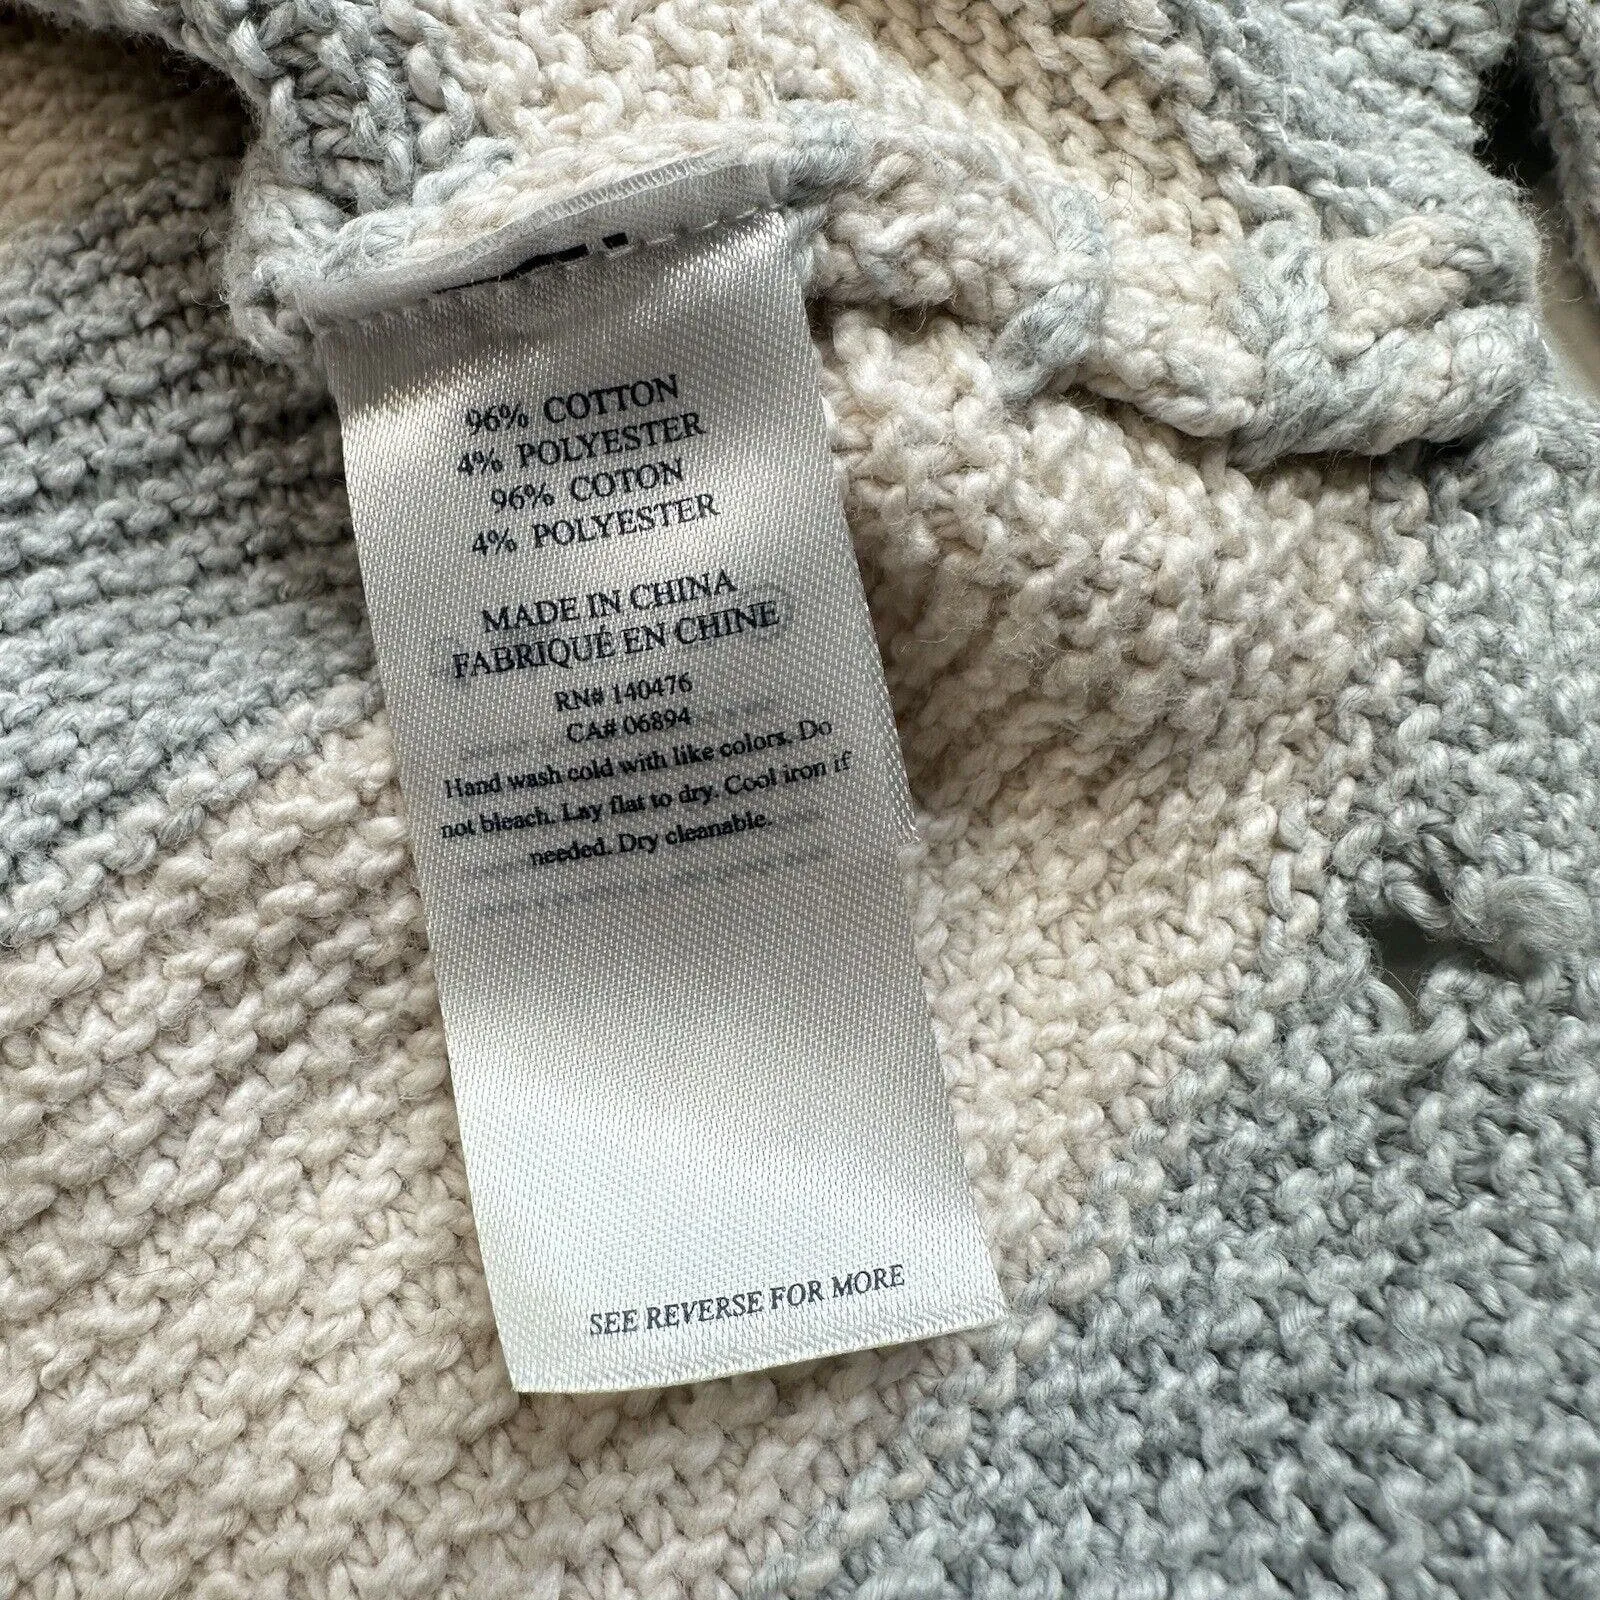 96% COTTON
4% POLYESTER
96% COTON
4% POLYESTER
MADE IN CHINA
FABRIQUÉ EN CHINE
RN# 140476
CA# 06894
Hand wash cold with like colors. Do
not bleach. Lay flat to dry. Cool iron if
needed. Dry cleanable.
SEE REVERSE FOR MORE